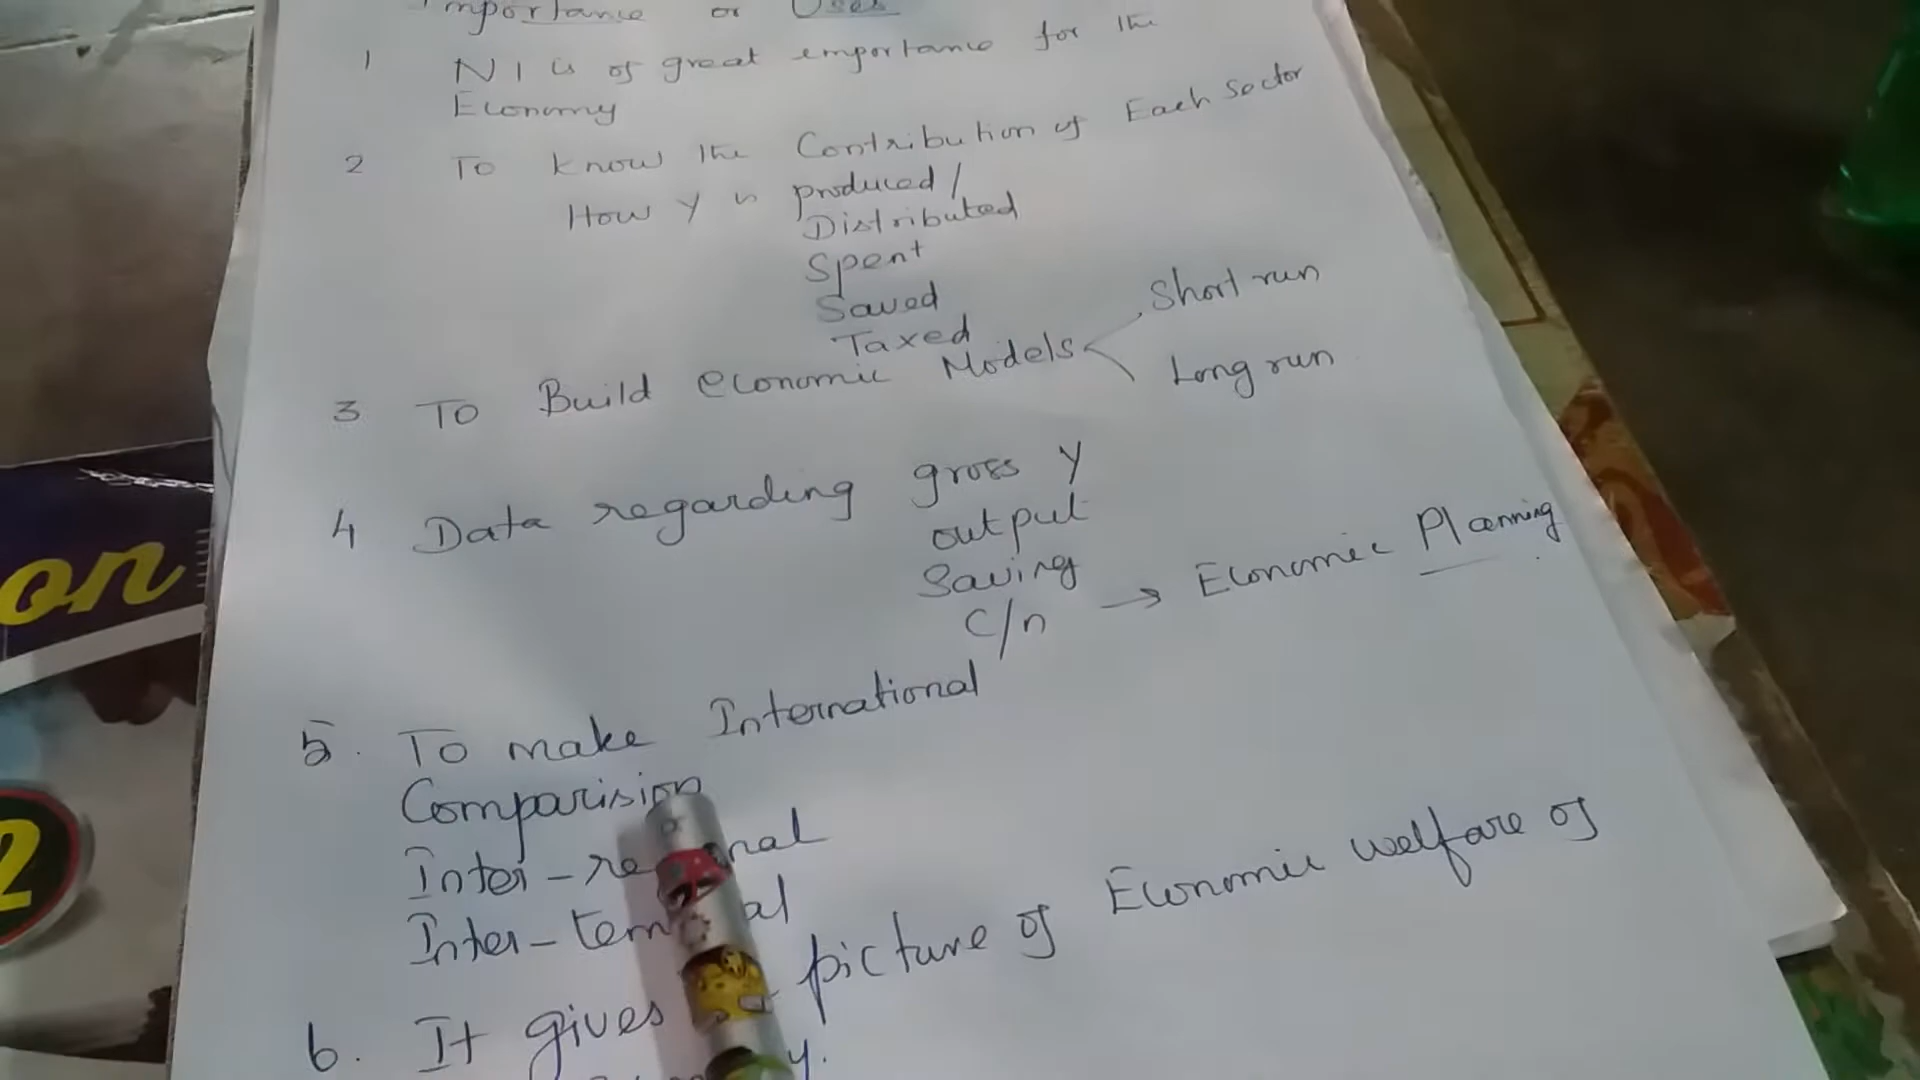 Importance or Uses
1 NI is of great importance for the
Economy
2 To know the Contribution of Each sector
How Y is produced/
Distributed
Spent
Saved
Taxed
3 To Build economic Models Short run
Long run
4 Data regarding gross Y
output
Saving
C/n → Economic Planning
5. To make International
Comparision
Inter-re nal
Inter-tem al
6. It gives picture of Economic welfare of
y.
on
2